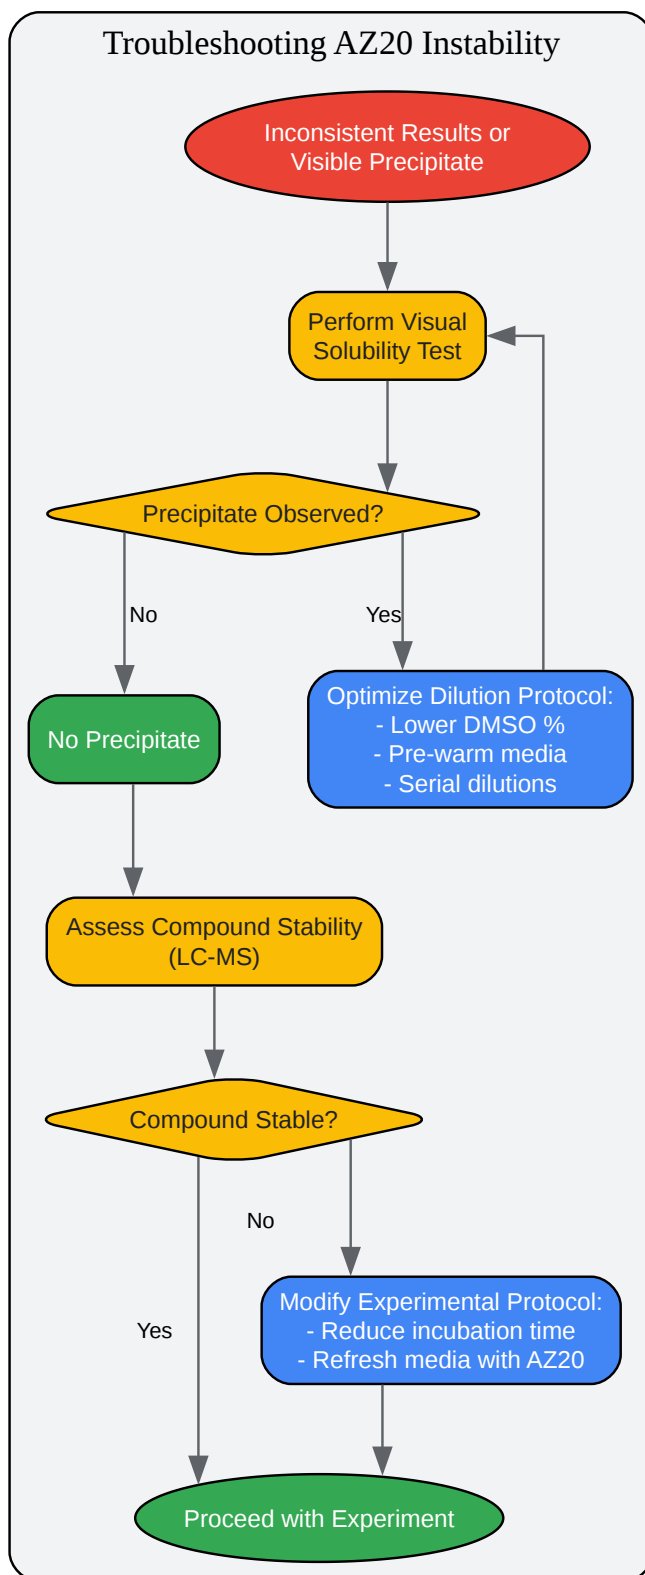 Troubleshooting AZ20 Instability
Inconsistent Results or
Visible Precipitate
Perform Visual
Solubility Test
Precipitate Observed?
No
Yes
No Precipitate
Optimize Dilution Protocol:
- Lower DMSO %
- Pre-warm media
- Serial dilutions
Assess Compound Stability
(LC-MS)
Compound Stable?
No
Yes
Modify Experimental Protocol:
- Reduce incubation time
- Refresh media with AZ20
Proceed with Experiment